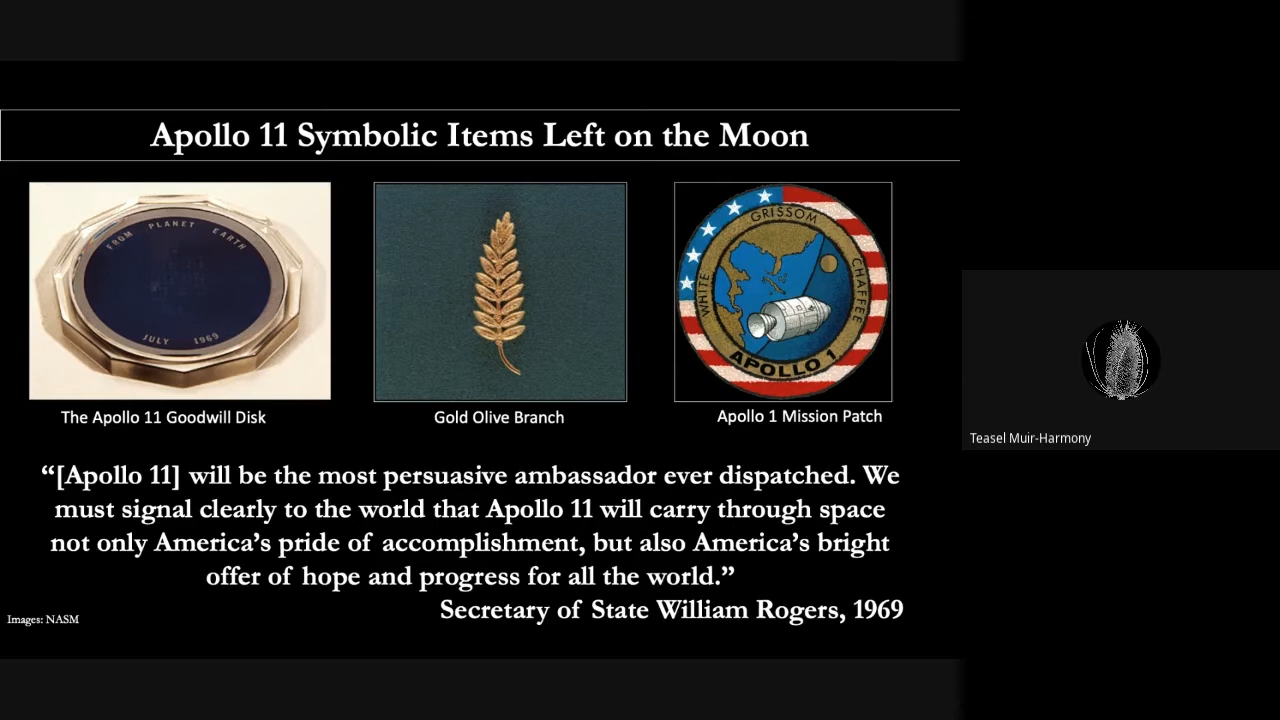 Apollo 11 Symbolic Items Left on the Moon
FROM PLANET EARTH
JULY 1969
GRISSOM
WHITE
CHAFFEE
APOLLO 1
The Apollo 11 Goodwill Disk
Gold Olive Branch
Apollo 1 Mission Patch
“[Apollo 11] will be the most persuasive ambassador ever dispatched. We
must signal clearly to the world that Apollo 11 will carry through space
not only America’s pride of accomplishment, but also America’s bright
offer of hope and progress for all the world.”
Secretary of State William Rogers, 1969
Images: NASM
Teasel Muir-Harmony